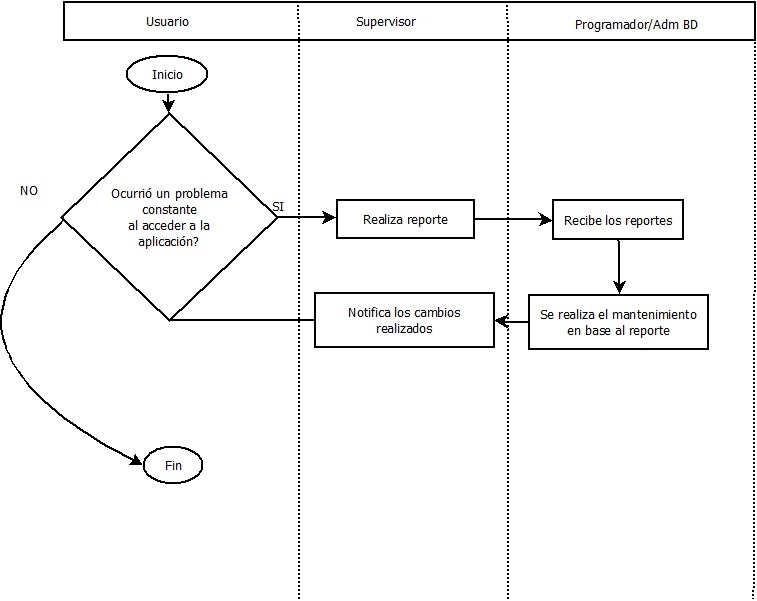 Usuario
Supervisor
Programador/Adm BD
Inicio
Ocurrió un problema
constante
al acceder a la
aplicación?
NO
SI
Realiza reporte
Recibe los reportes
Notifica los cambios
realizados
Se realiza el mantenimiento
en base al reporte
Fin